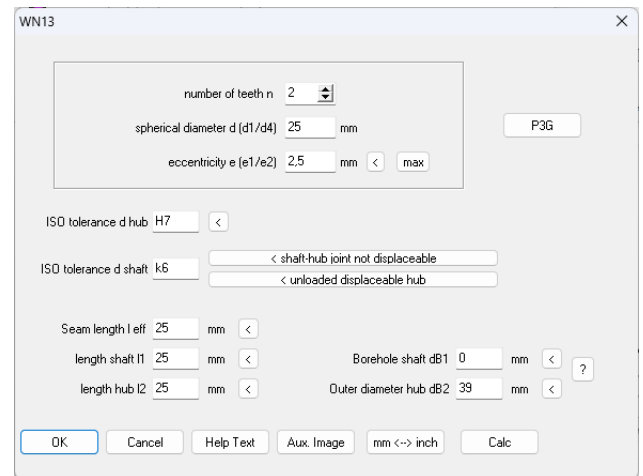 WN13
number of teeth n 2
P3G
spherical diameter d (d1/d4) 25 mm
eccentricity e (e1/e2) 2,5 mm < max
ISO tolerance d hub H7 <
< shaft-hub joint not displaceable
ISO tolerance d shaft k6
< unloaded displaceable hub
Seam length l eff 25 mm <
length shaft l1 25 mm < Borehole shaft dB1 0 mm < ?
length hub l2 25 mm < Outer diameter hub dB2 39 mm <
OK Cancel Help Text Aux. Image mm <--> inch Calc